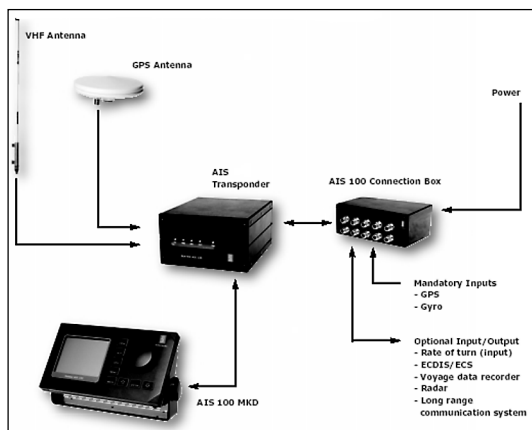 VHF Antenna
GPS Antenna
Power
AIS
Transponder
AIS 100 Connection Box
Mandatory Inputs
- GPS
- Gyro
Optional Input/Output
- Rate of turn (input)
- ECDIS/ECS
- Voyage data recorder
- Radar
- Long range
communication system
AIS 100 MKD